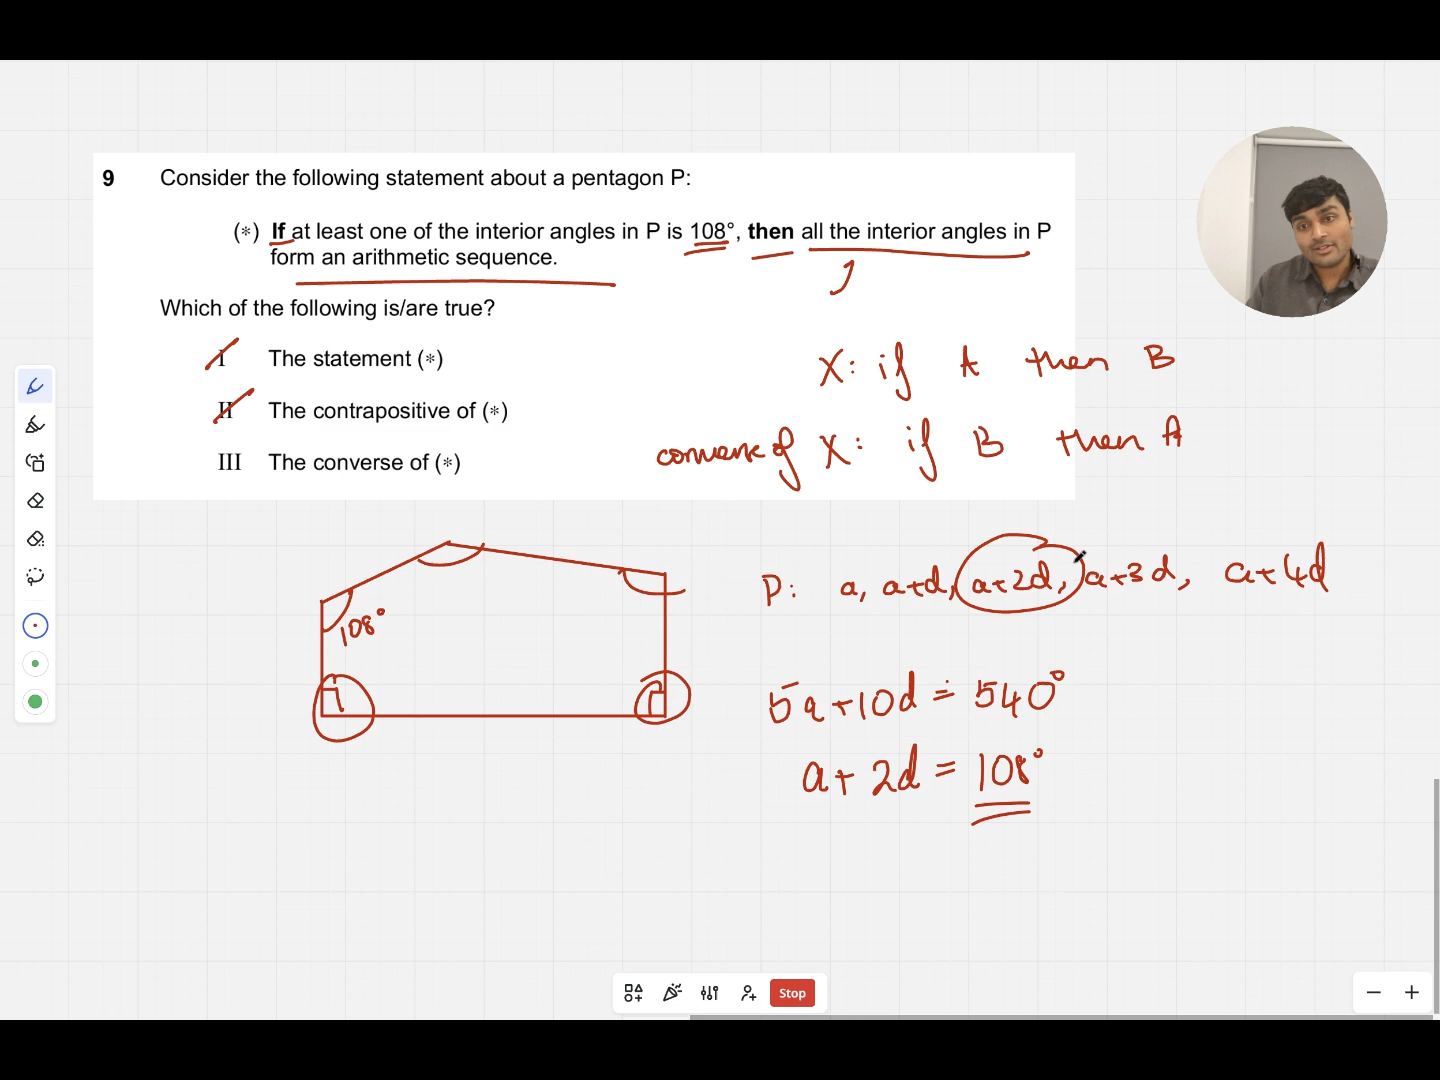 9 Consider the following statement about a pentagon P:
(*) If at least one of the interior angles in P is 108°, then all the interior angles in P
form an arithmetic sequence.
Which of the following is/are true?
I The statement (*)
II The contrapositive of (*)
III The converse of (*)
X: if A then B
converse of X: if B then A
108°
P: a, a+d, a+2d, a+3d, a+4d
5a+10d = 540°
a+2d = 108°
Stop